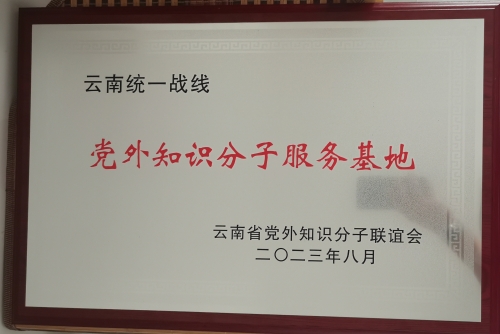 云南统一战线
党外知识分子服务基地
云南省党外知识分子联谊会
二〇二三年八月